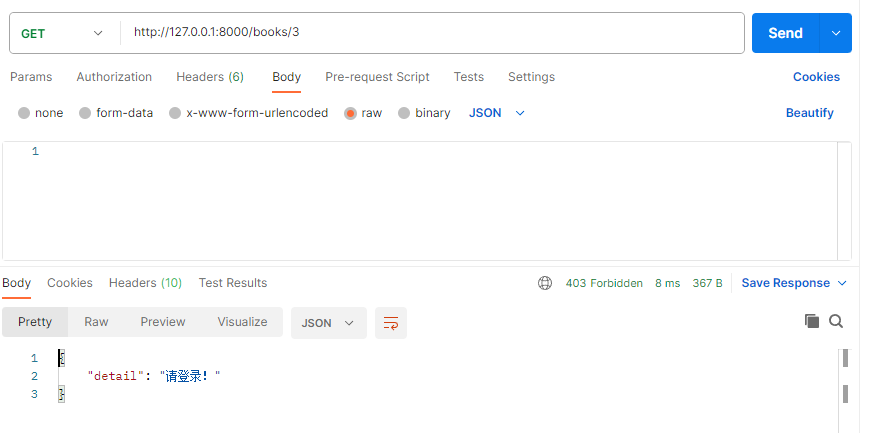 GET http://127.0.0.1:8000/books/3 Send
Params Authorization Headers (6) Body Pre-request Script Tests Settings Cookies
none form-data x-www-form-urlencoded raw binary JSON Beautify
1
Body Cookies Headers (10) Test Results 403 Forbidden 8 ms 367 B Save Response
Pretty Raw Preview Visualize JSON
1 {
2 "detail": "请登录！"
3 }